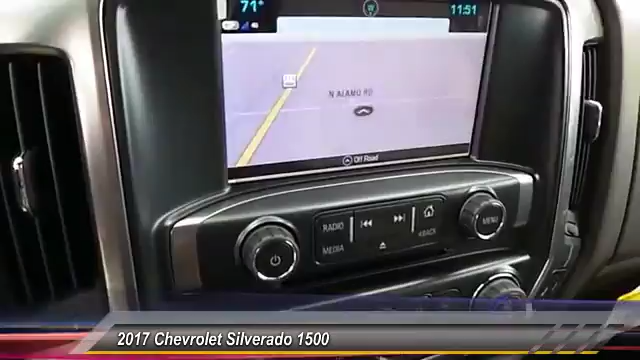 71° 11:51
N ALAMO RD
Off Road
RADIO
MENU
MEDIA
BACK
2017 Chevrolet Silverado 1500